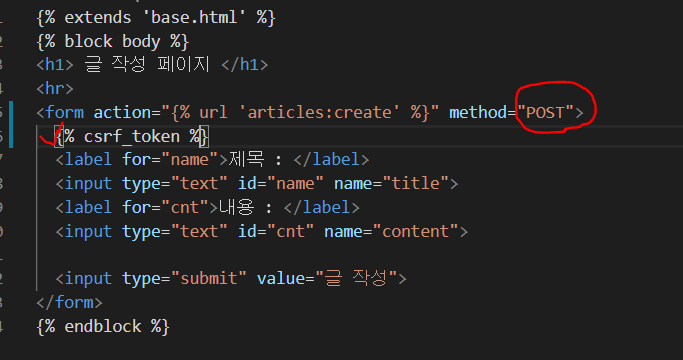 {% extends 'base.html' %}
{% block body %}
<h1> 글 작성 페이지 </h1>
<hr>
<form action="{% url 'articles:create' %}" method="POST">
{% csrf_token %}
<label for="name">제목 : </label>
<input type="text" id="name" name="title">
<label for="cnt">내용 : </label>
<input type="text" id="cnt" name="content">
<input type="submit" value="글 작성">
</form>
{% endblock %}